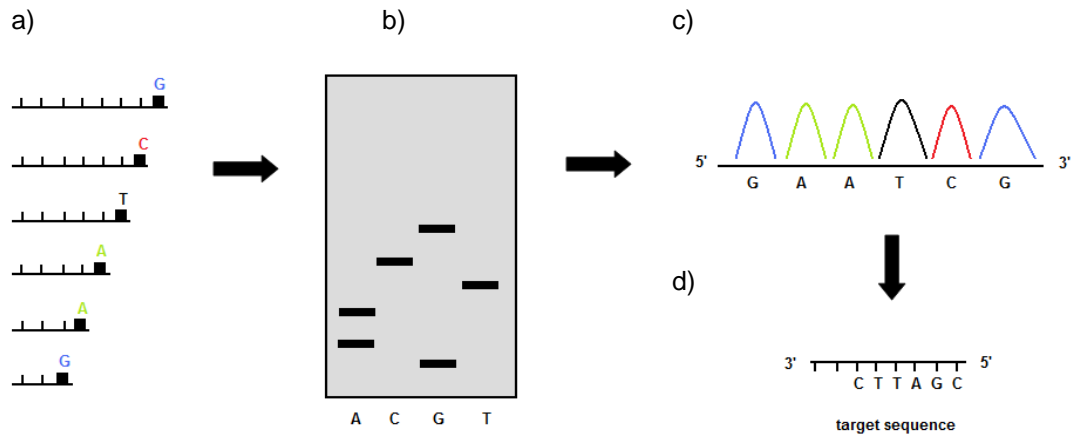 a)
G
C
T
A
A
G
b)
A C G T
c)
5' 3'
G A A T C G
d)
3' 5'
C T T A G C
target sequence